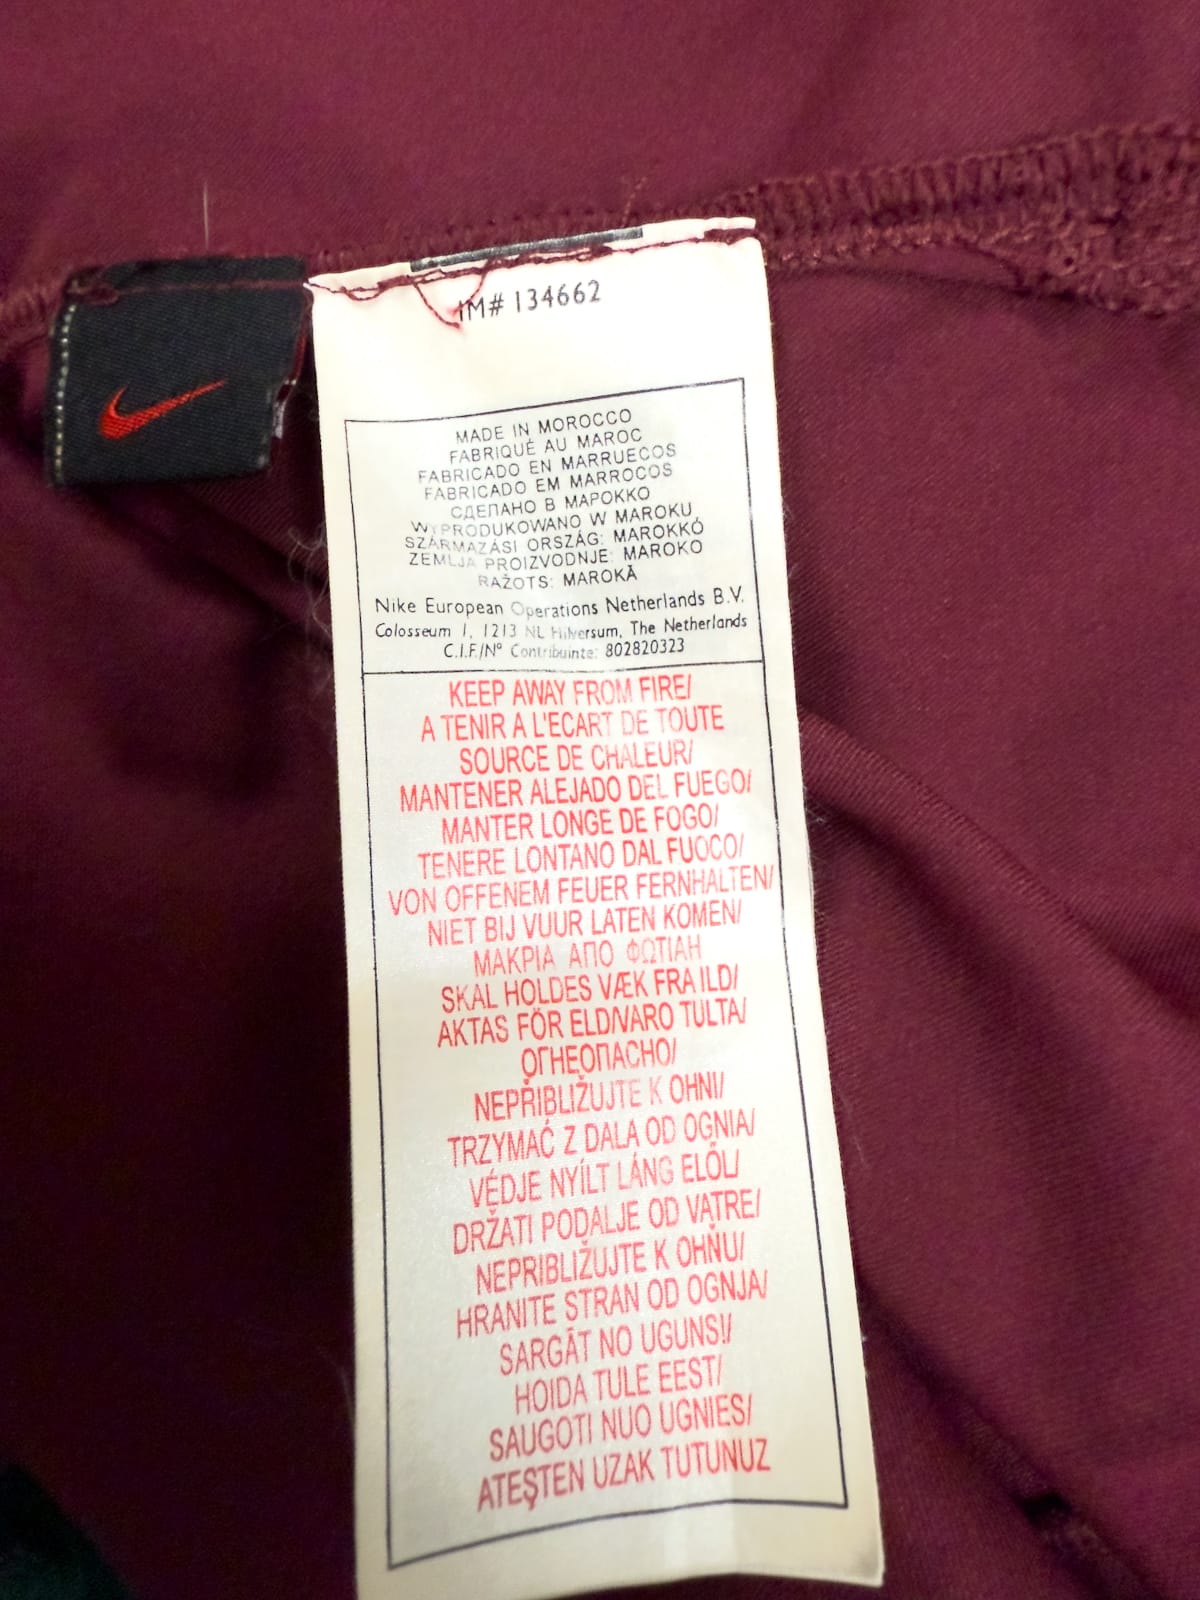 IM# 134662
MADE IN MOROCCO
FABRIQUÉ AU MAROC
FABRICADO EN MARRUECOS
FABRICADO EM MARROCOS
СДЕПАНО В МАРОККО
WYPRODUKOWANO W MAROKU
SZÁRMAZÁSI ORSZÁG: MAROKKÓ
ZEMLJA PROIZVODNJE: MAROKO
RAŽOTS: MAROKĀ
Nike European Operations Netherlands B.V.
Colosseum 1, 1213 NL Hilversum, The Netherlands
C.I.F./Nº Contribuinte: 802820323
KEEP AWAY FROM FIRE/
A TENIR A L'ECART DE TOUTE
SOURCE DE CHALEUR/
MANTENER ALEJADO DEL FUEGO/
MANTER LONGE DE FOGO/
TENERE LONTANO DAL FUOCO/
VON OFFENEM FEUER FERNHALTEN/
NIET BIJ VUUR LATEN KOMEN/
ΜΑΚΡΙΑ ΑΠΟ ΦΩΤΙΑΗ
SKAL HOLDES VÆK FRA ILD/
AKTAS FÖR ELD/VARO TULTA/
ОГНЕОПАСНО/
NEPŘIBLIŽUJTE K OHNI/
TRZYMAĆ Z DALA OD OGNIA/
VÉDJE NYÍLT LÁNG ELŐL/
DRŽATI PODALJE OD VATRE/
NEPRIBLIŽUJTE K OHŇU/
HRANITE STRAN OD OGNJA/
SARGĀT NO UGUNS!/
HOIDA TULE EEST/
SAUGOTI NUO UGNIES/
ATEŞTEN UZAK TUTUNUZ